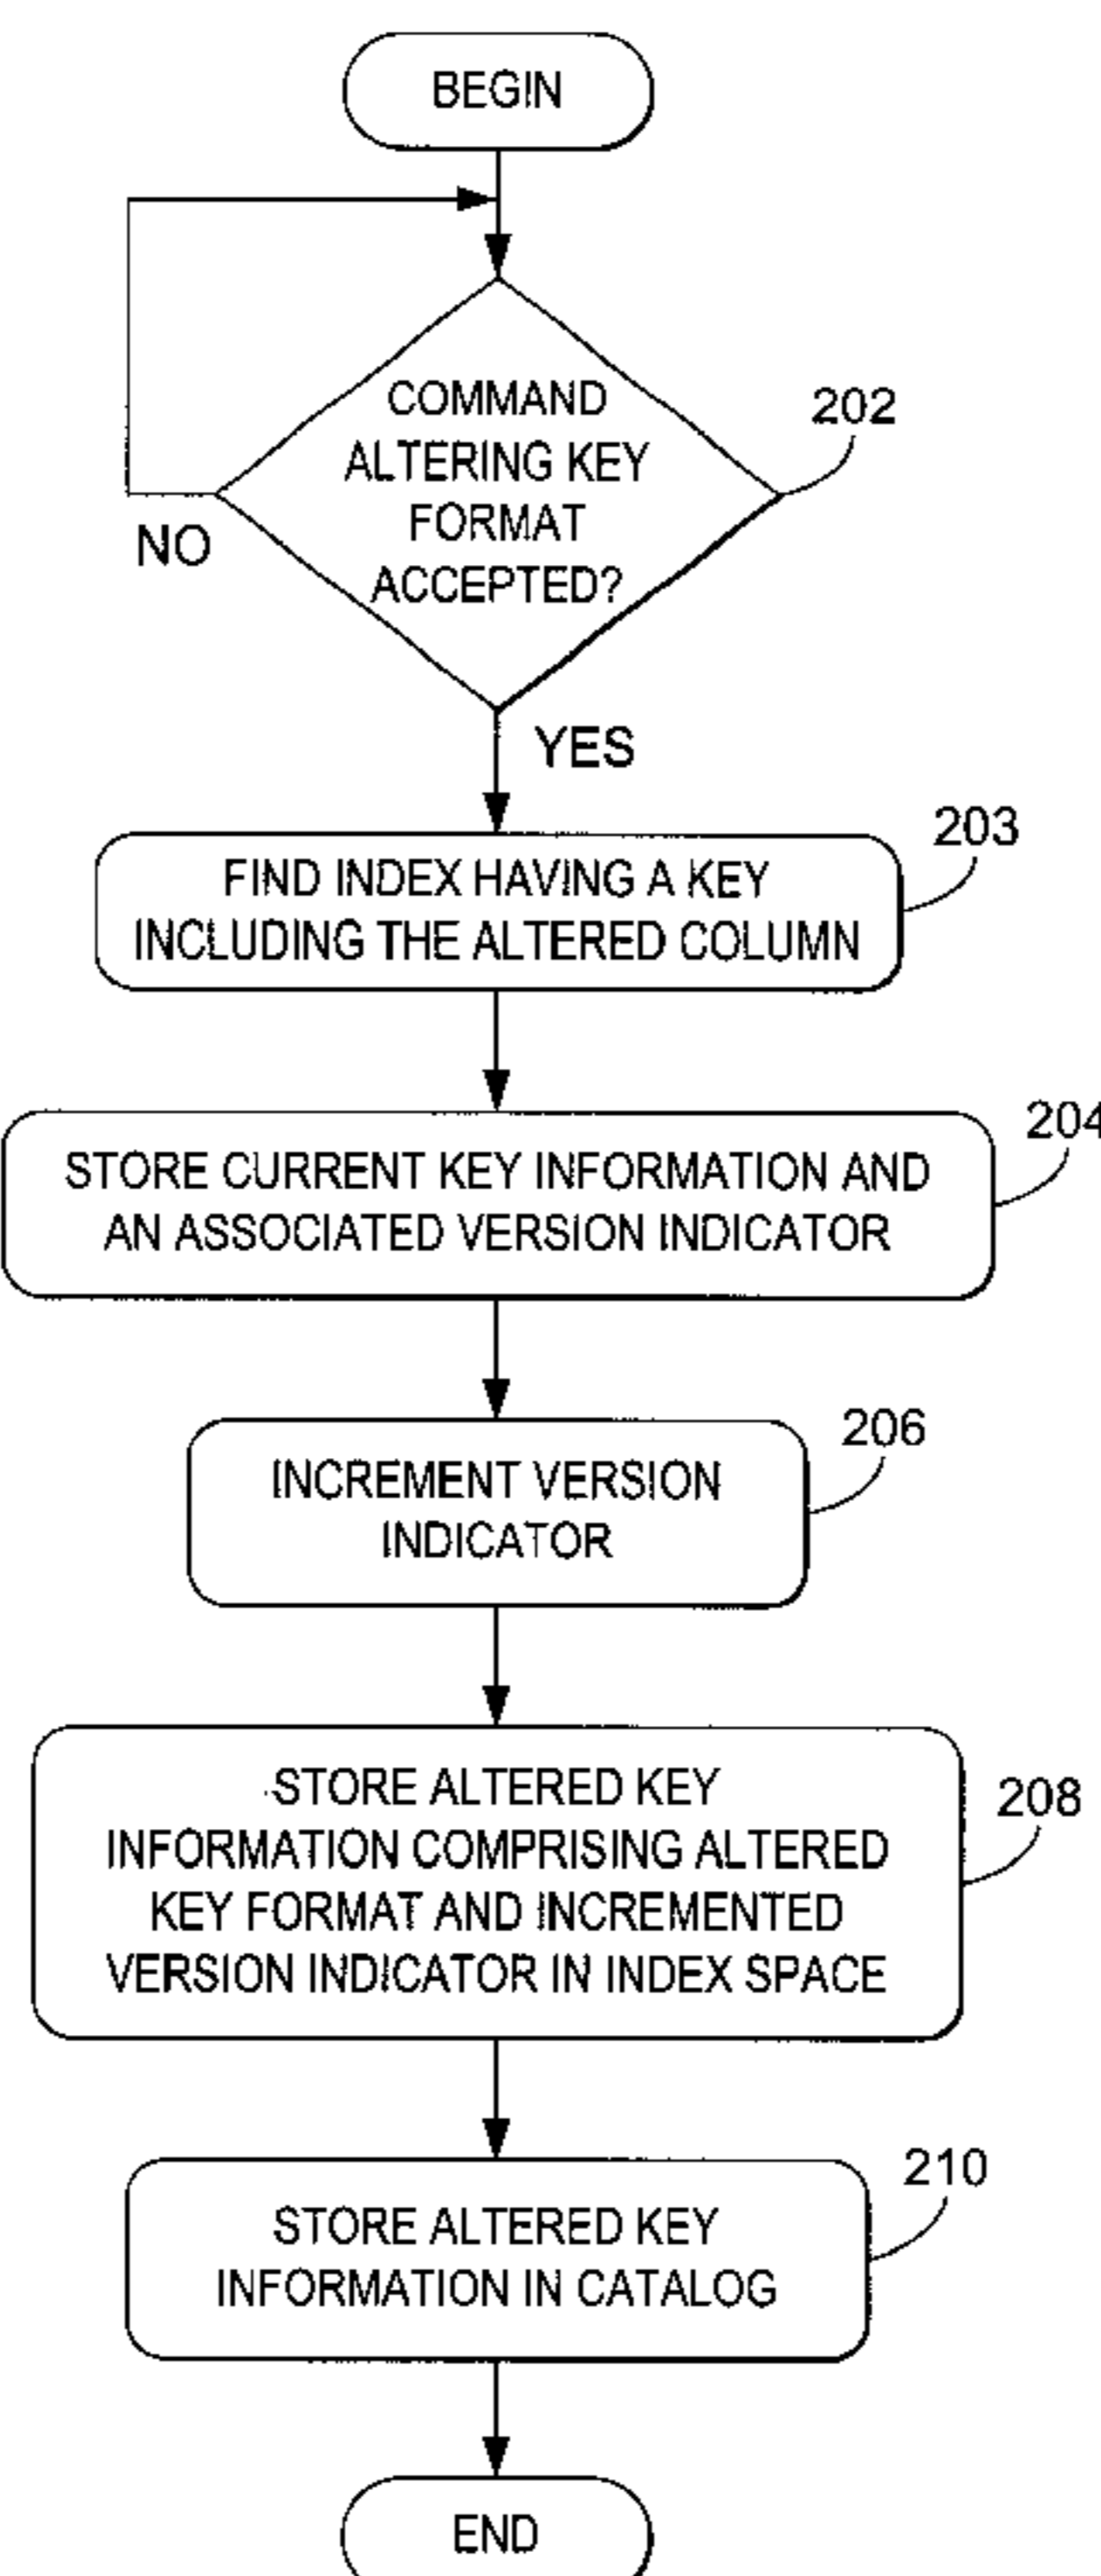 BEGIN
COMMAND
ALTERING KEY
FORMAT
ACCEPTED?
202
NO
YES
203
FIND INDEX HAVING A KEY
INCLUDING THE ALTERED COLUMN
204
STORE CURRENT KEY INFORMATION AND
AN ASSOCIATED VERSION INDICATOR
206
INCREMENT VERSION
INDICATOR
208
STORE ALTERED KEY
INFORMATION COMPRISING ALTERED
KEY FORMAT AND INCREMENTED
VERSION INDICATOR IN INDEX SPACE
210
STORE ALTERED KEY
INFORMATION IN CATALOG
END